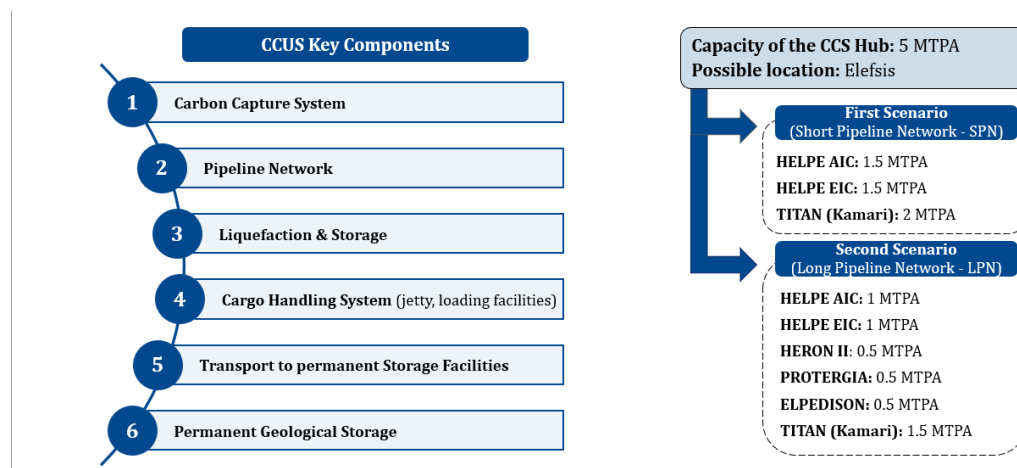 CCUS Key Components
1
Carbon Capture System
2
Pipeline Network
3
Liquefaction & Storage
4
Cargo Handling System (jetty, loading facilities)
5
Transport to permanent Storage Facilities
6
Permanent Geological Storage
Capacity of the CCS Hub: 5 MTPA
Possible location: Elefsis
First Scenario
(Short Pipeline Network - SPN)
HELPE AIC: 1.5 MTPA
HELPE EIC: 1.5 MTPA
TITAN (Kamari): 2 MTPA
Second Scenario
(Long Pipeline Network - LPN)
HELPE AIC: 1 MTPA
HELPE EIC: 1 MTPA
HERON II: 0.5 MTPA
PROTERGIA: 0.5 MTPA
ELPEDISON: 0.5 MTPA
TITAN (Kamari): 1.5 MTPA